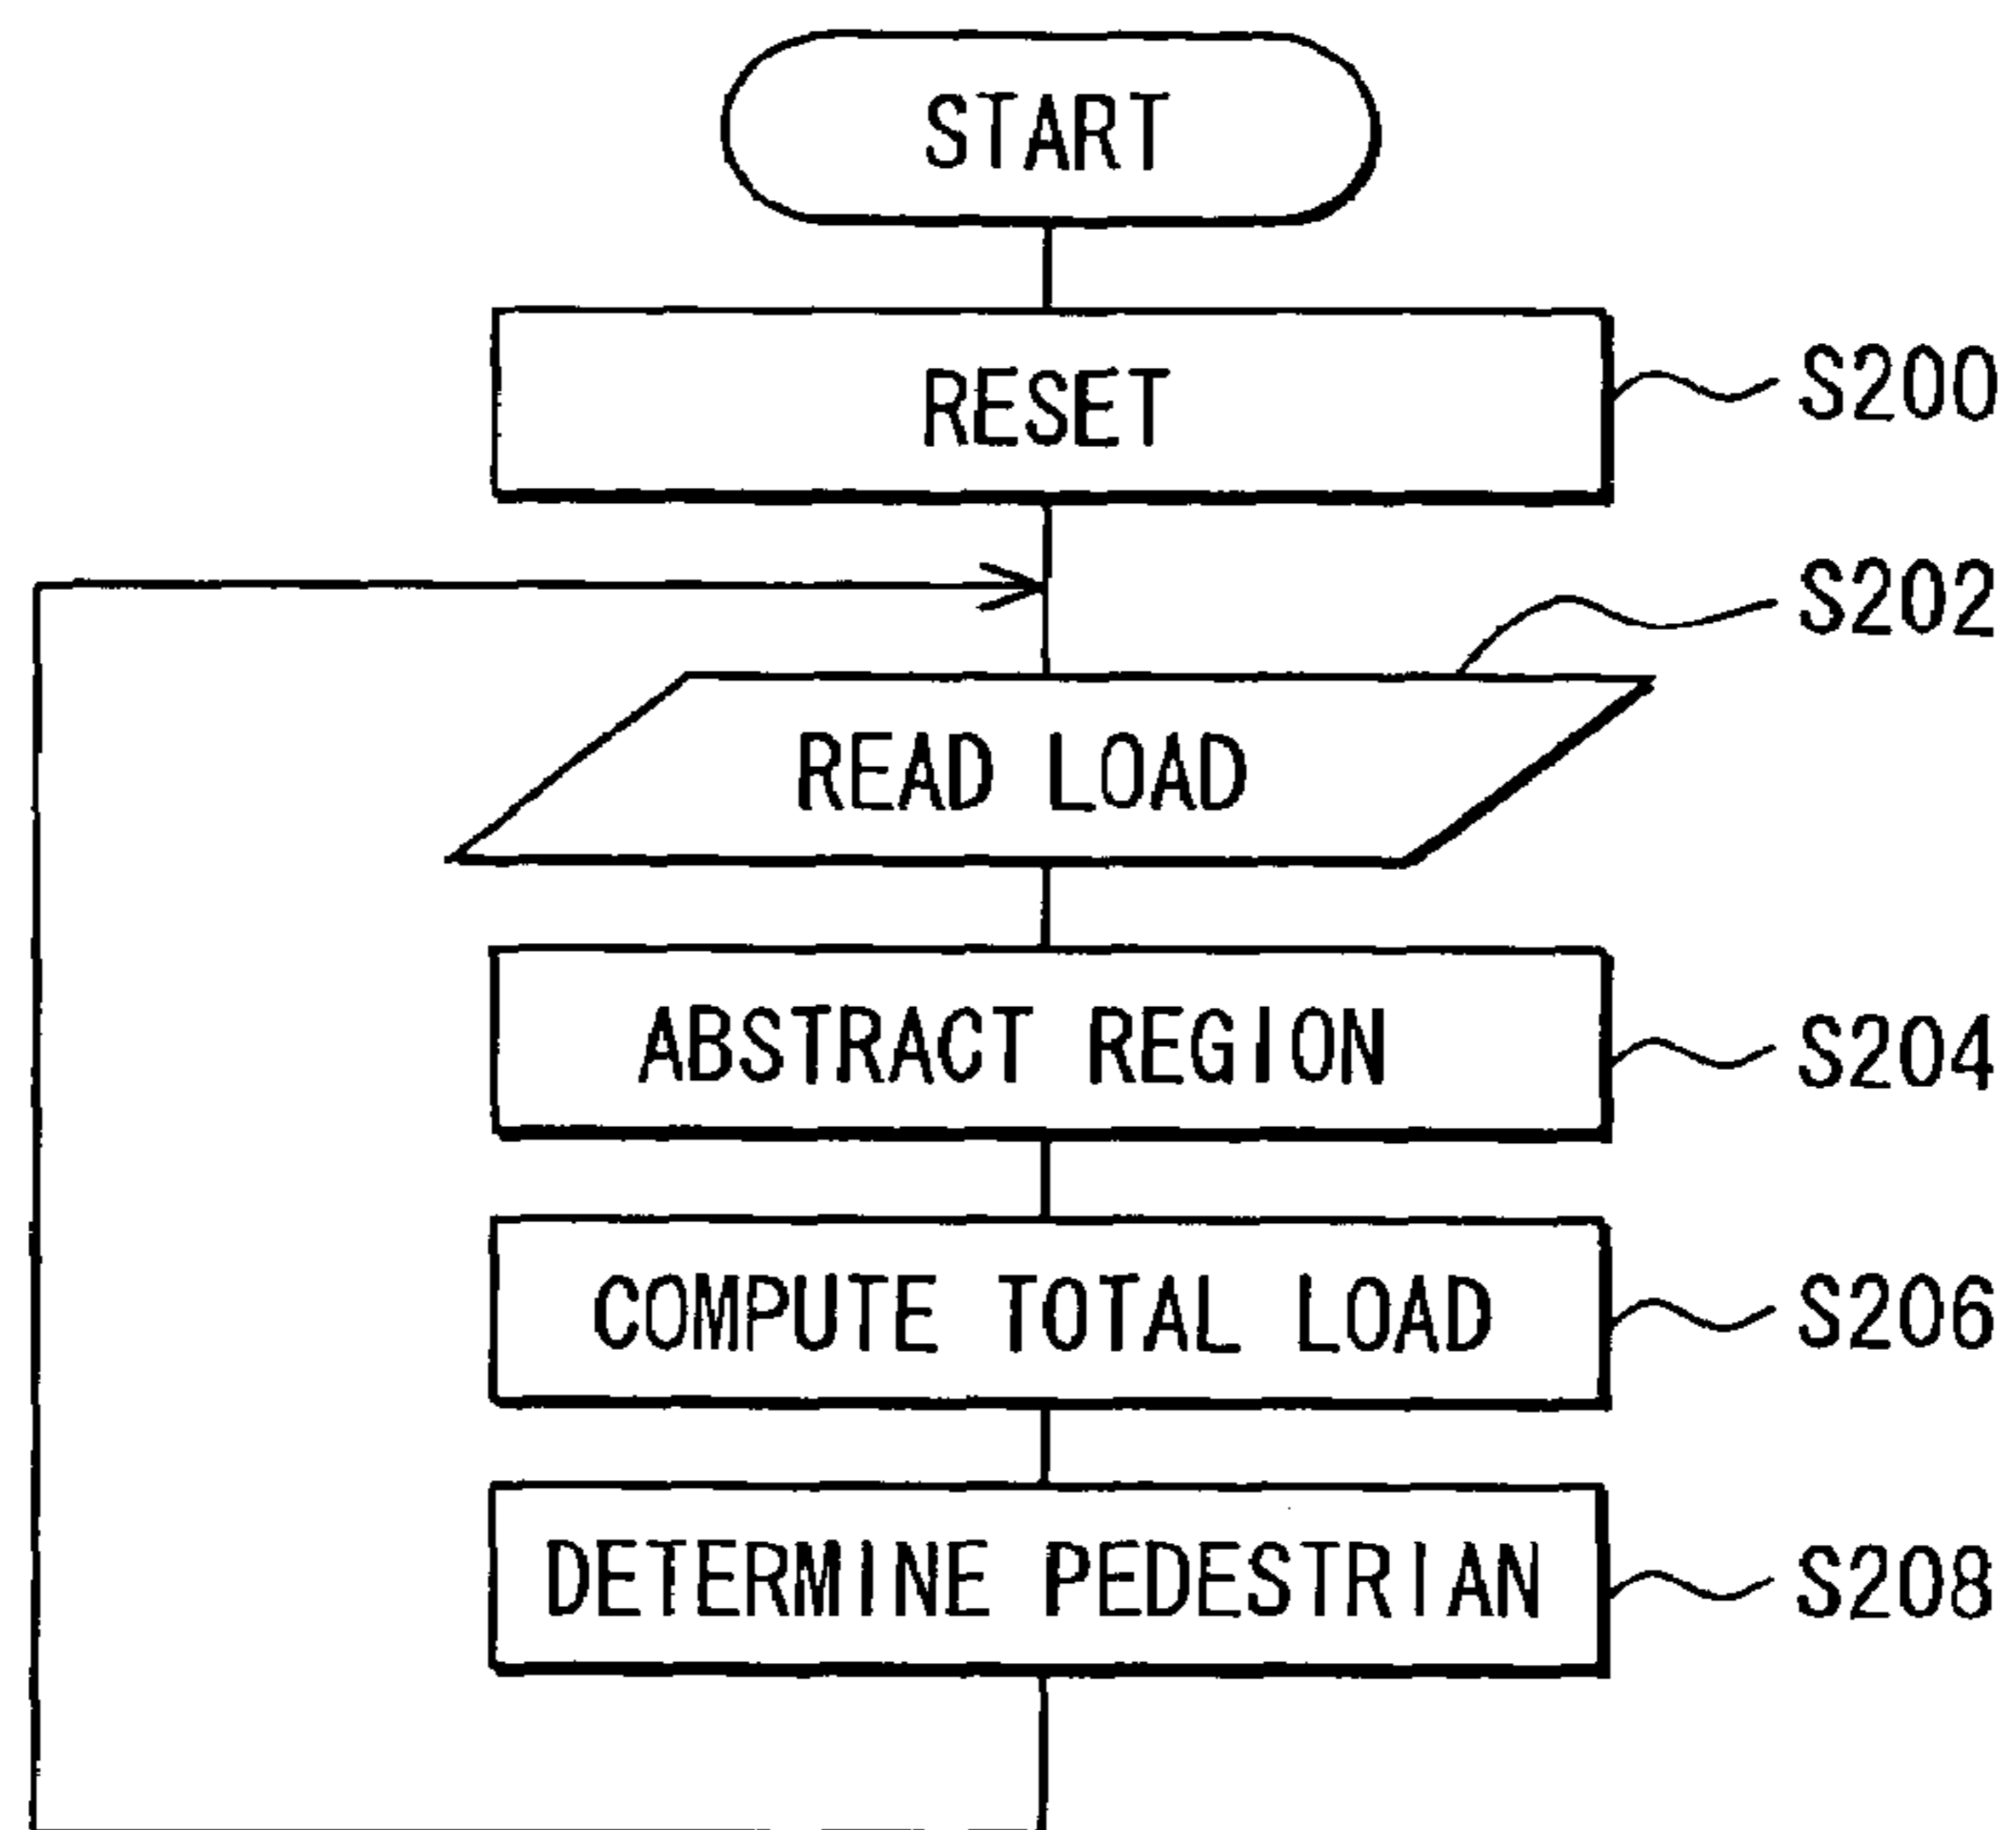 START
RESET
S200
S202
READ LOAD
ABSTRACT REGION
S204
COMPUTE TOTAL LOAD
S206
DETERMINE PEDESTRIAN
S208